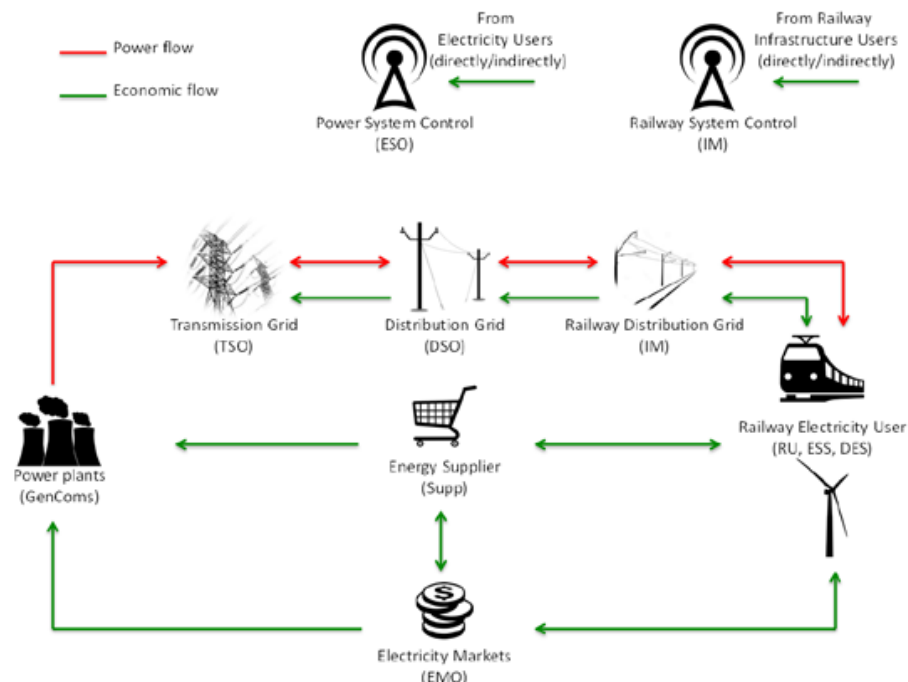 Power flow
Economic flow
From
Electricity Users
(directly/indirectly)
Power System Control
(ESO)
From Railway
Infrastructure Users
(directly/indirectly)
Railway System Control
(IM)
Transmission Grid
(TSO)
Distribution Grid
(DSO)
Railway Distribution Grid
(IM)
Power plants
(GenComs)
Energy Supplier
(Supp)
Railway Electricity User
(RU, ESS, DES)
$
Electricity Markets
(EMO)